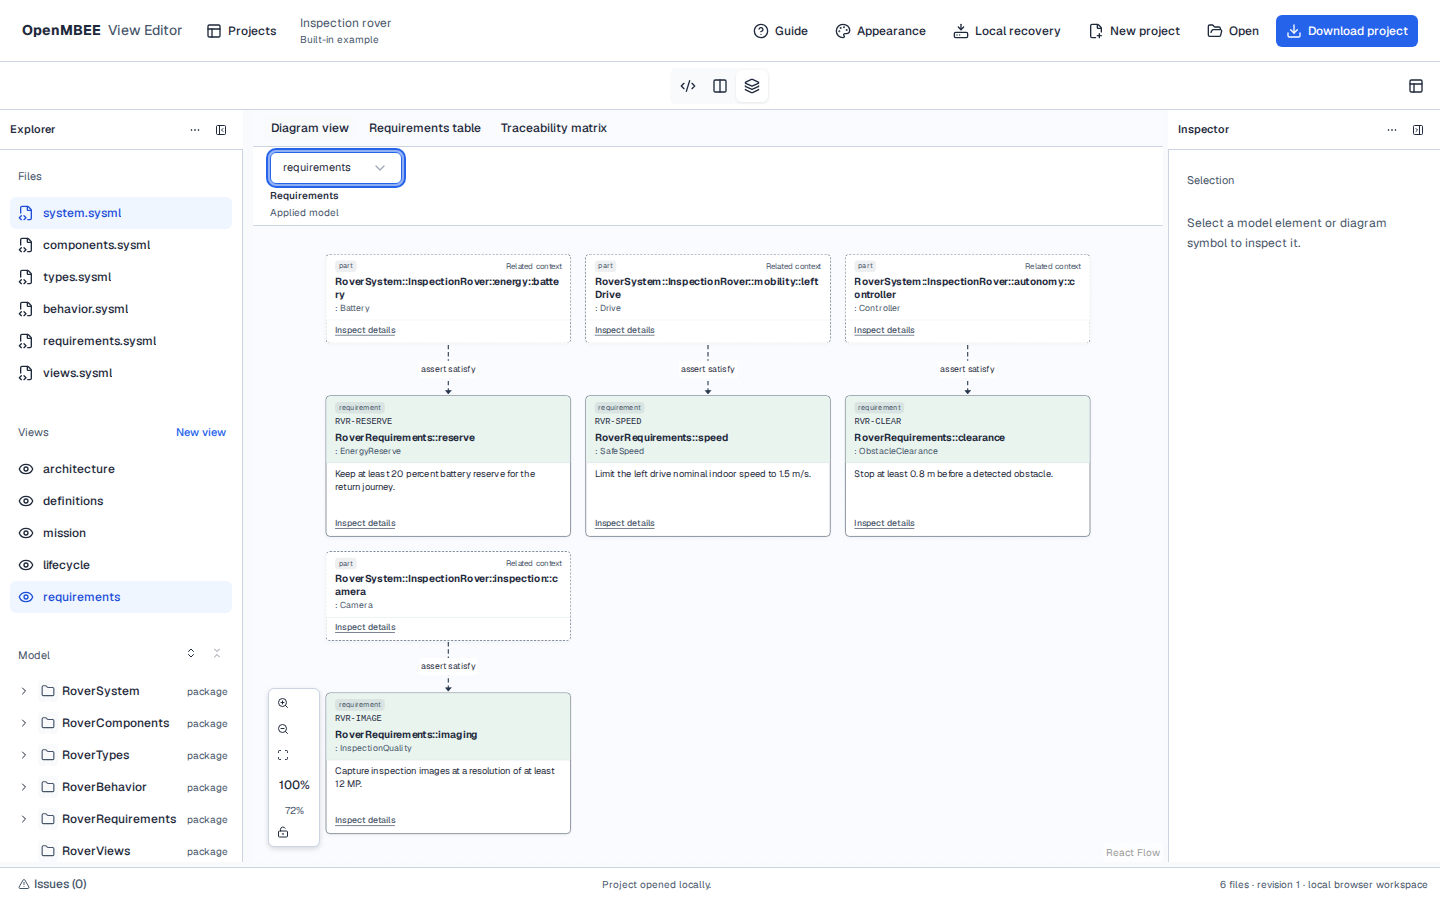 OpenMBEE View Editor
Projects
Inspection rover
Built-in example
Guide
Appearance
Local recovery
New project
Open
Download project
Explorer
Diagram view
Requirements table
Traceability matrix
Inspector
requirements
Requirements
Applied model
Files
system.sysml
components.sysml
types.sysml
behavior.sysml
requirements.sysml
views.sysml
Views
New view
architecture
definitions
mission
lifecycle
requirements
Model
RoverSystem package
RoverComponents package
RoverTypes package
RoverBehavior package
RoverRequirements package
RoverViews package
part Related context
RoverSystem::InspectionRover::energy::batte
ry
: Battery
Inspect details
part Related context
RoverSystem::InspectionRover::mobility::left
Drive
: Drive
Inspect details
part Related context
RoverSystem::InspectionRover::autonomy::c
ontroller
: Controller
Inspect details
assert satisfy
assert satisfy
assert satisfy
requirement
RVR-RESERVE
RoverRequirements::reserve
: EnergyReserve
Keep at least 20 percent battery reserve for the
return journey.
Inspect details
requirement
RVR-SPEED
RoverRequirements::speed
: SafeSpeed
Limit the left drive nominal indoor speed to 1.5 m/s.
Inspect details
requirement
RVR-CLEAR
RoverRequirements::clearance
: ObstacleClearance
Stop at least 0.8 m before a detected obstacle.
Inspect details
part Related context
RoverSystem::InspectionRover::inspection::c
amera
: Camera
Inspect details
assert satisfy
requirement
RVR-IMAGE
RoverRequirements::imaging
: InspectionQuality
Capture inspection images at a resolution of at least
12 MP.
Inspect details
100%
72%
React Flow
Selection
Select a model element or diagram
symbol to inspect it.
Issues (0)
Project opened locally.
6 files · revision 1 · local browser workspace